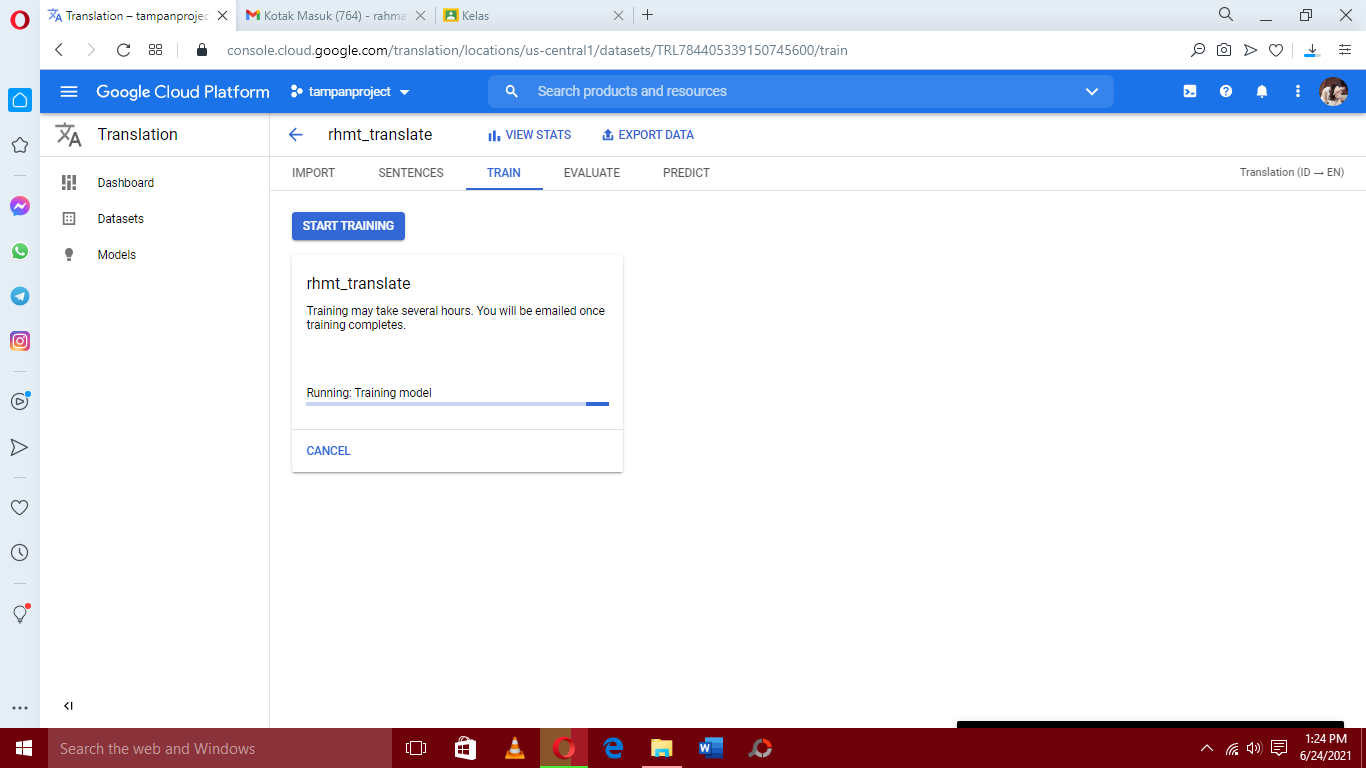 Translation – tampanprojec
Kotak Masuk (764) - rahma
Kelas
console.cloud.google.com/translation/locations/us-central1/datasets/TRL784405339150745600/train
Google Cloud Platform
tampanproject
Search products and resources
Translation
rhmt_translate
VIEW STATS
EXPORT DATA
IMPORT
SENTENCES
TRAIN
EVALUATE
PREDICT
Translation (ID → EN)
Dashboard
Datasets
Models
START TRAINING
rhmt_translate
Training may take several hours. You will be emailed once
training completes.
Running: Training model
CANCEL
Search the web and Windows
1:24 PM
6/24/2021